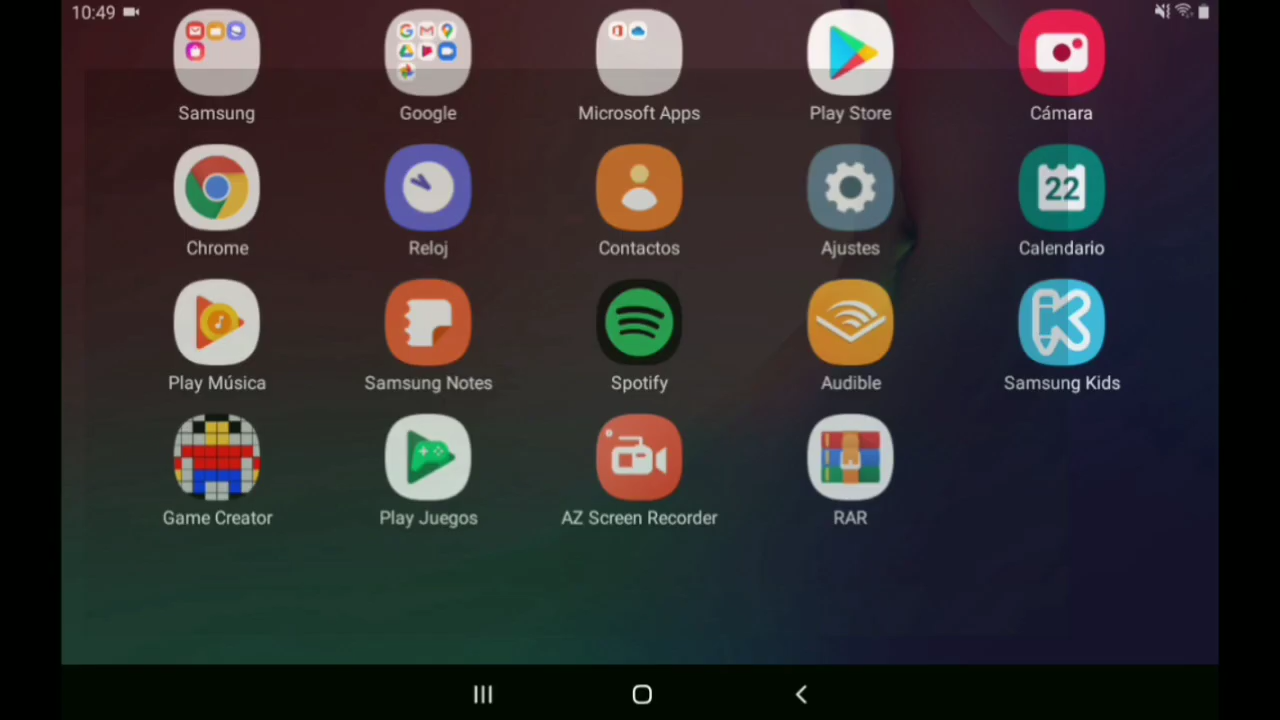 10:49
Samsung Google Microsoft Apps Play Store Cámara
22
Chrome Reloj Contactos Ajustes Calendario
Play Música Samsung Notes Spotify Audible Samsung Kids
Game Creator Play Juegos AZ Screen Recorder RAR